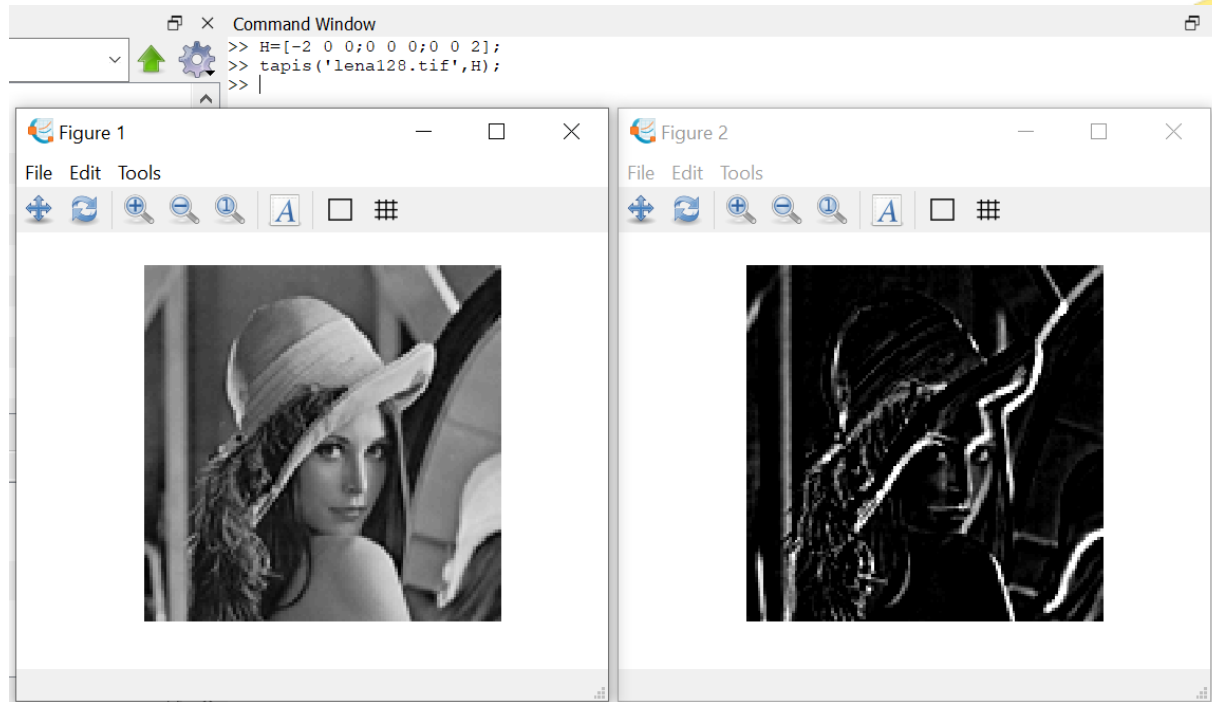 Command Window
>> H=[-2 0 0;0 0 0;0 0 2];
>> tapis('lena128.tif',H);
>>
Figure 1
File Edit Tools
A
Figure 2
File Edit Tools
A